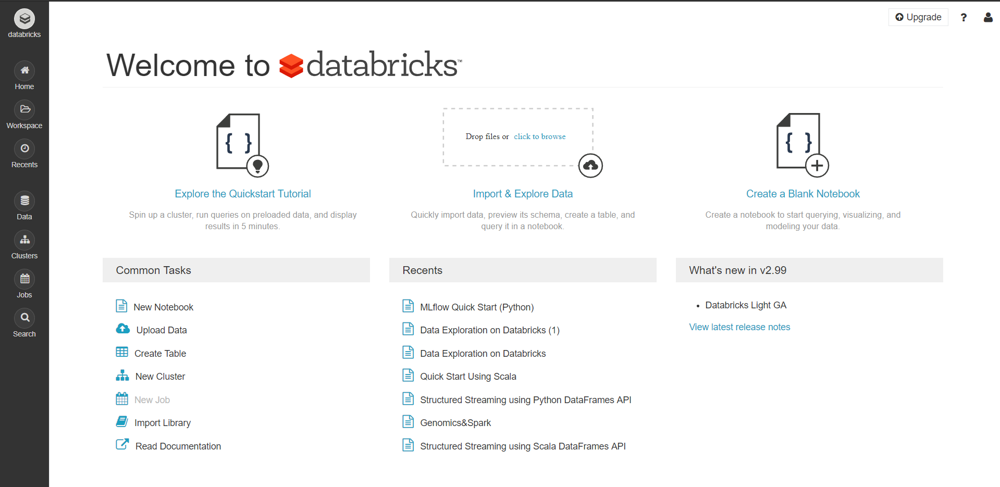 databricks
Home
Workspace
Recents
Data
Clusters
Jobs
Search
Upgrade ?
Welcome to databricks™
{ }
Drop files or click to browse
{ }
Explore the Quickstart Tutorial
Spin up a cluster, run queries on preloaded data, and display
results in 5 minutes.
Import & Explore Data
Quickly import data, preview its schema, create a table, and
query it in a notebook.
Create a Blank Notebook
Create a notebook to start querying, visualizing, and
modeling your data.
Common Tasks
New Notebook
Upload Data
Create Table
New Cluster
New Job
Import Library
Read Documentation
Recents
MLflow Quick Start (Python)
Data Exploration on Databricks (1)
Data Exploration on Databricks
Quick Start Using Scala
Structured Streaming using Python DataFrames API
Genomics&Spark
Structured Streaming using Scala DataFrames API
What's new in v2.99
• Databricks Light GA
View latest release notes